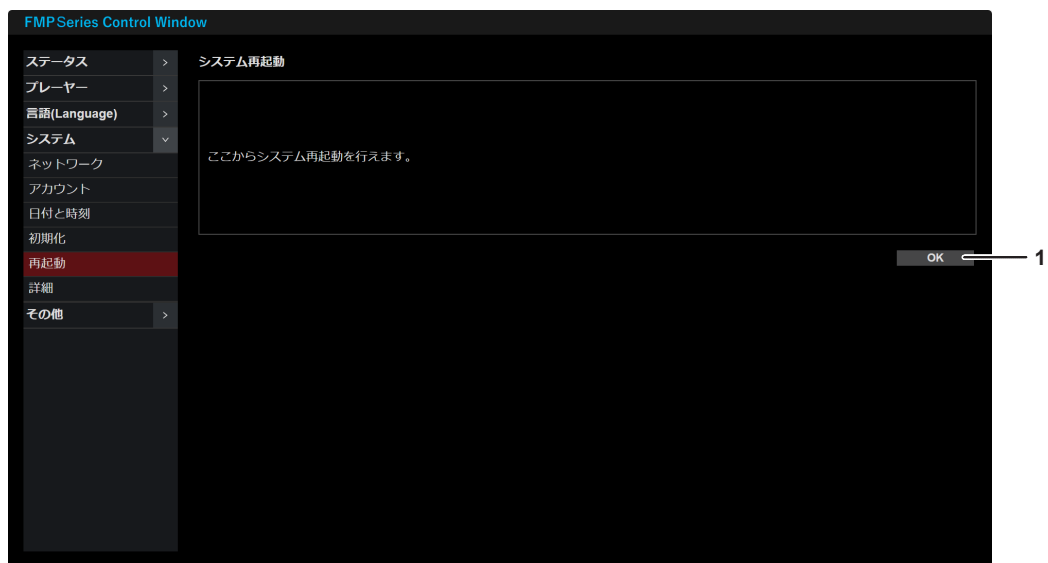 FMP Series Control Window
ステータス
プレーヤー
言語(Language)
システム
ネットワーク
アカウント
日付と時刻
初期化
再起動
詳細
その他
システム再起動
ここからシステム再起動を行えます。
OK
1